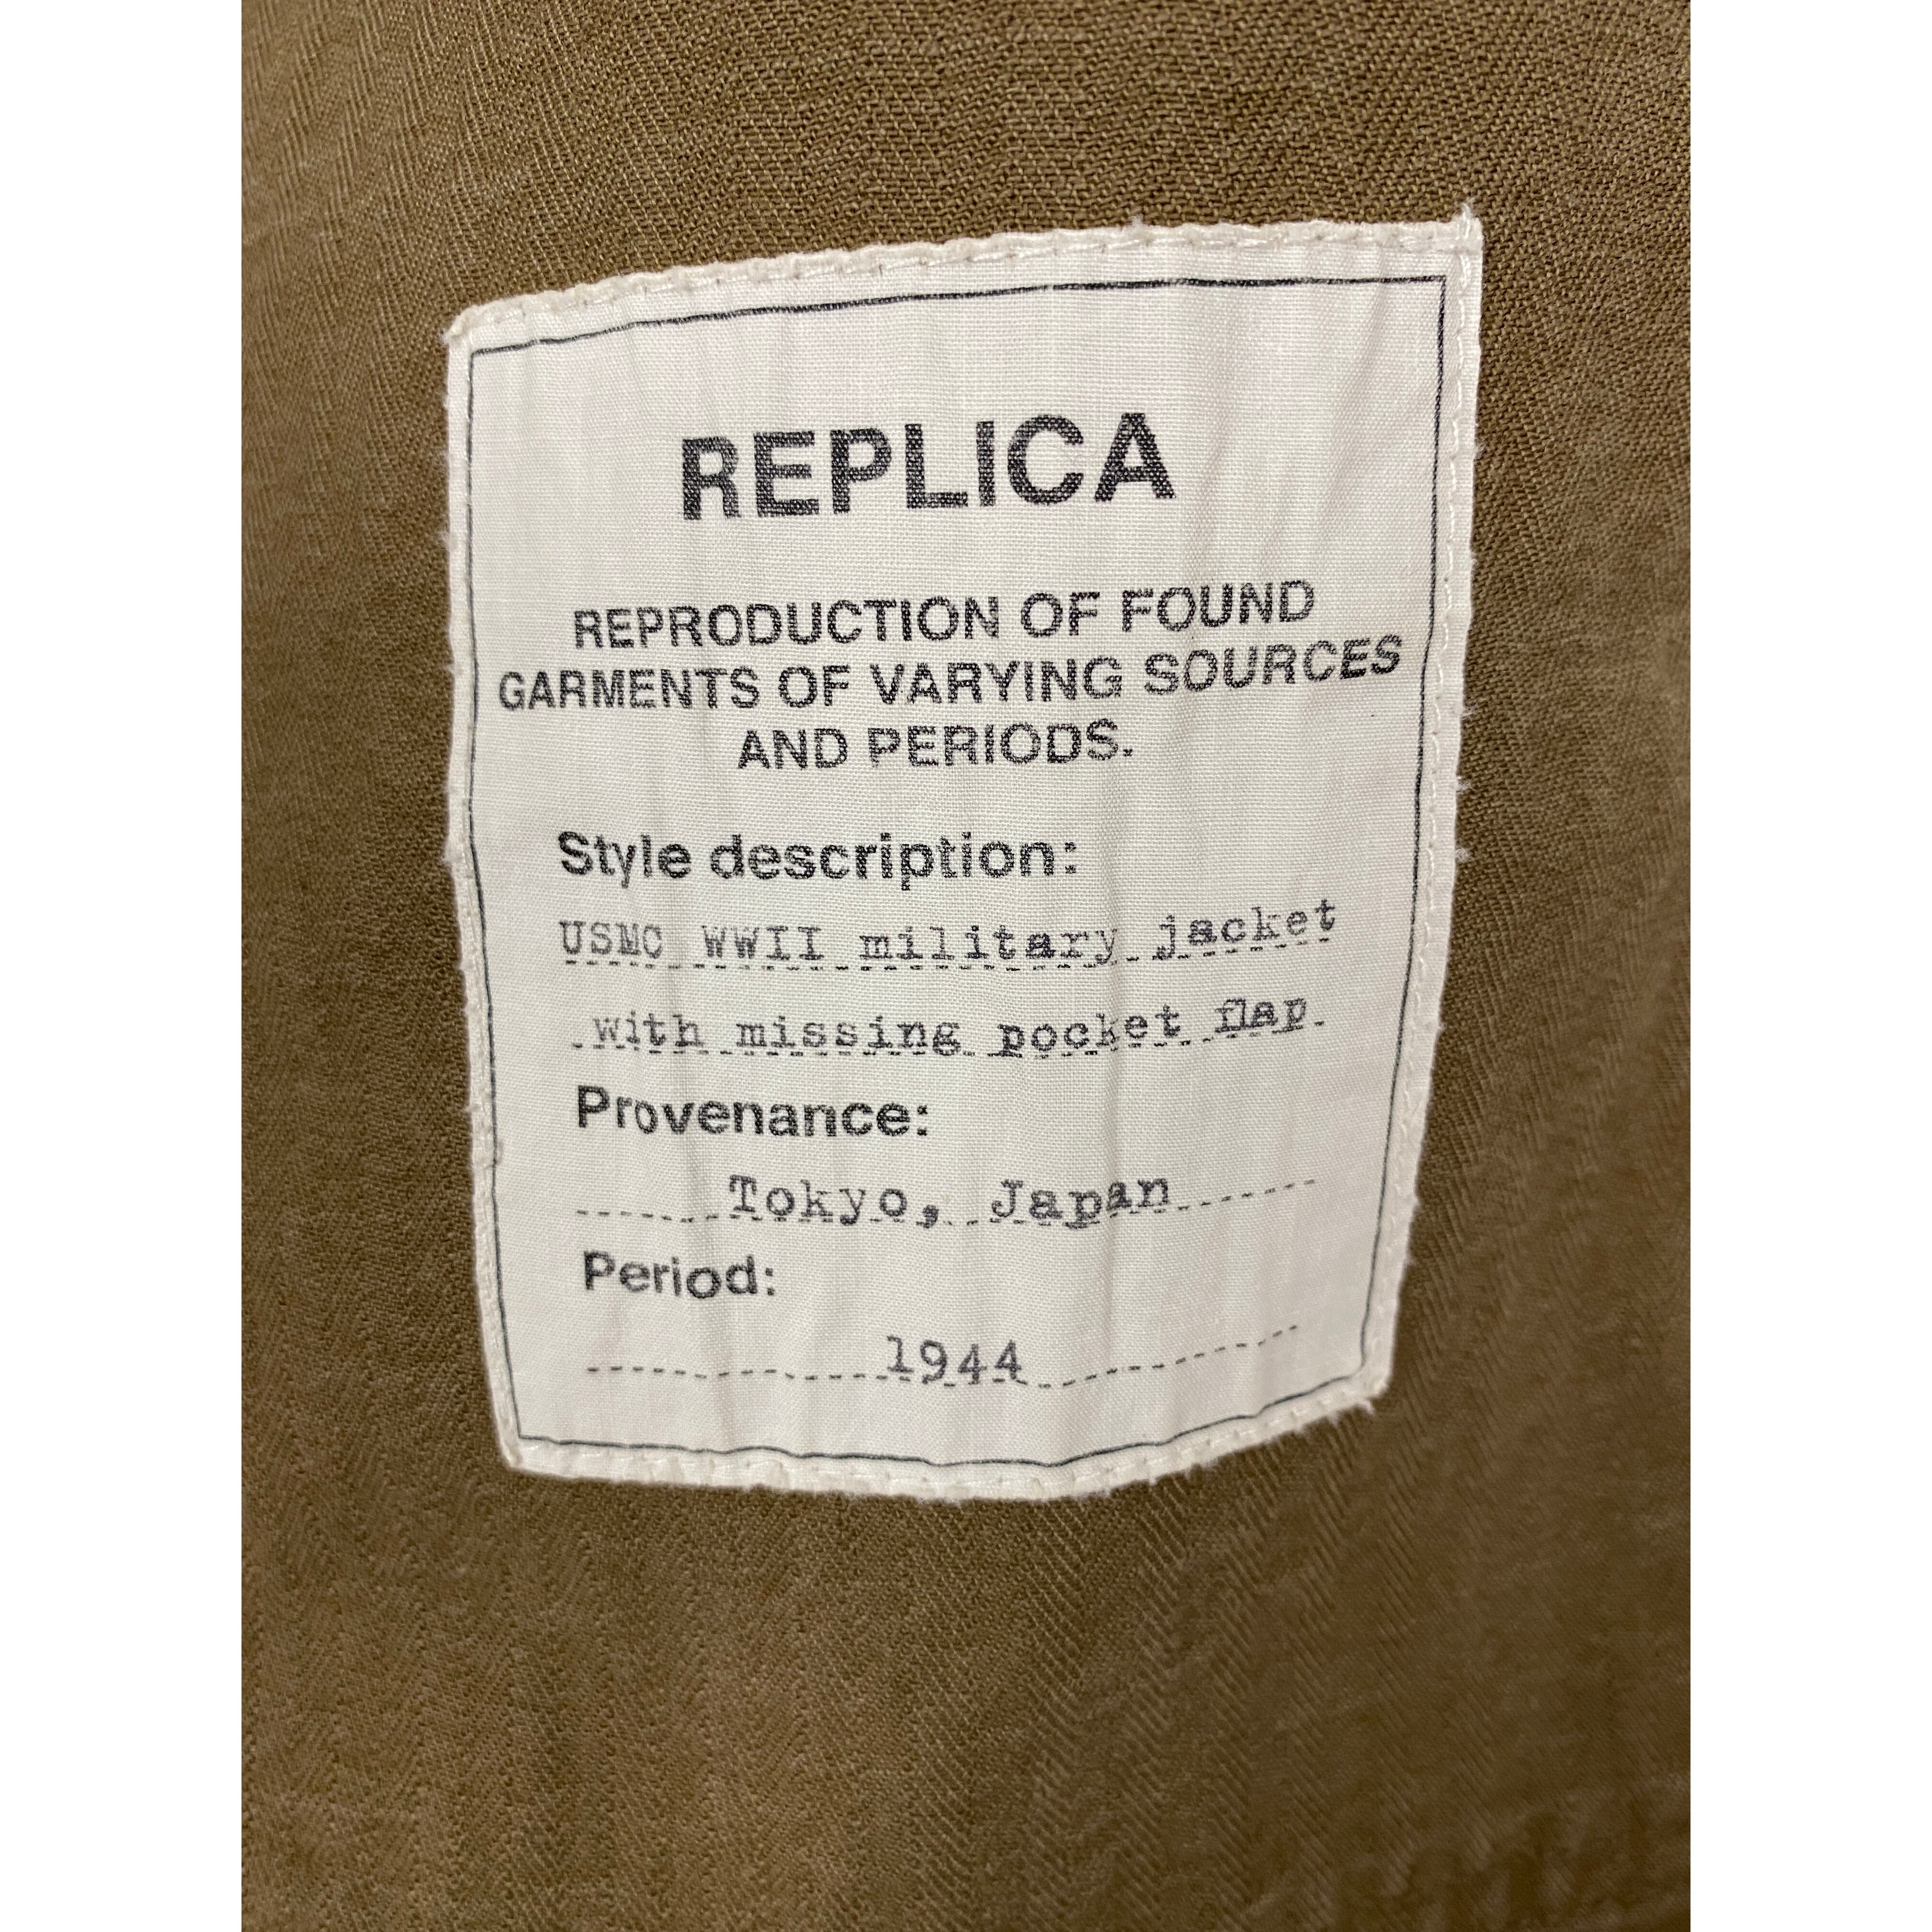 REPLICA
REPRODUCTION OF FOUND
GARMENTS OF VARYING SOURCES
AND PERIODS.
Style description:
USMC WWII military jacket
with missing pocket flap
Provenance:
Tokyo, Japan
Period:
1944